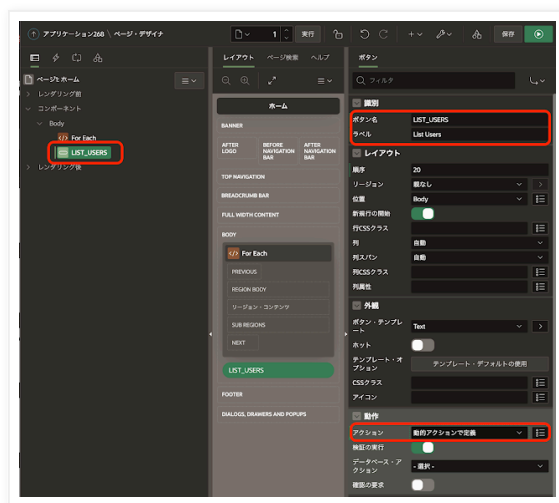 アプリケーション268 \ ページ・デザイナ
1
実行
保存
レイアウト ページ検索 ヘルプ
ボタン
ページ1: ホーム
レンダリング前
コンポーネント
Body
For Each
LIST_USERS
レンダリング後
ホーム
BANNER
AFTER LOGO
BEFORE NAVIGATION BAR
AFTER NAVIGATION BAR
TOP NAVIGATION
BREADCRUMB BAR
FULL WIDTH CONTENT
BODY
For Each
PREVIOUS
REGION BODY
リージョン・コンテンツ
SUB REGIONS
NEXT
LIST_USERS
FOOTER
DIALOGS, DRAWERS AND POPUPS
フィルタ
識別
ボタン名 LIST_USERS
ラベル List Users
レイアウト
順序 20
リージョン 親なし
位置 Body
新規行の開始
行CSSクラス
列 自動
列スパン 自動
列CSSクラス
列属性
外観
ボタン・テンプレート Text
ホット
テンプレート・オプション テンプレート・デフォルトの使用
CSSクラス
アイコン
動作
アクション 動的アクションで定義
検証の実行
データベース・アクション - 選択 -
確認の要求